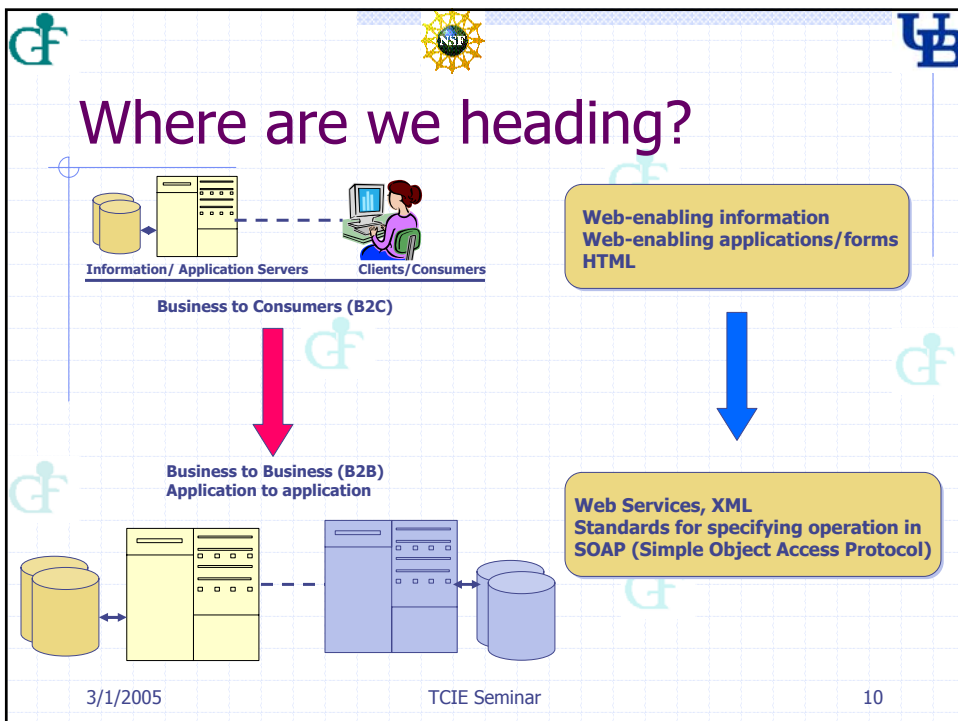 GF
NSF
UB
Where are we heading?
Information/ Application Servers
Clients/Consumers
Business to Consumers (B2C)
Web-enabling information
Web-enabling applications/forms
HTML
Business to Business (B2B)
Application to application
Web Services, XML
Standards for specifying operation in
SOAP (Simple Object Access Protocol)
3/1/2005
TCIE Seminar
10